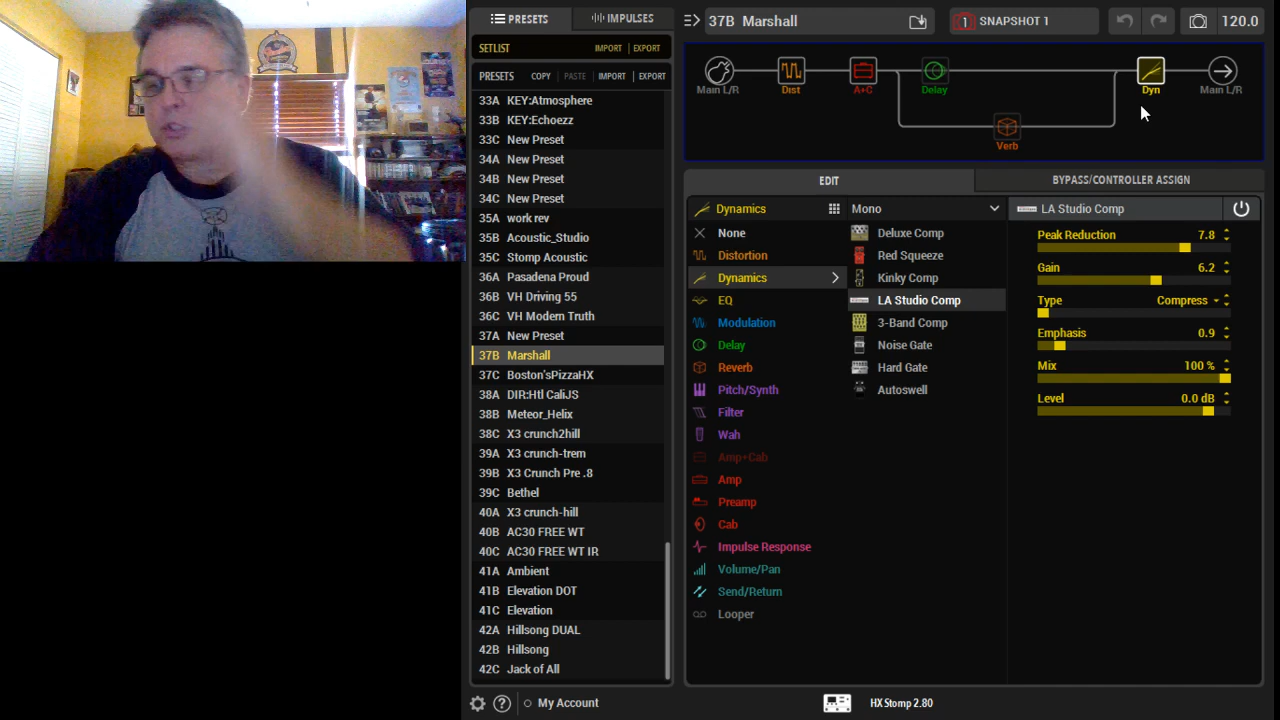 PRESETS
IMPULSES
SETLIST IMPORT | EXPORT
PRESETS COPY PASTE IMPORT | EXPORT
33A KEY:Atmosphere
33B KEY:Echoezz
33C New Preset
34A New Preset
34B New Preset
34C New Preset
35A work rev
35B Acoustic_Studio
35C Stomp Acoustic
36A Pasadena Proud
36B VH Driving 55
36C VH Modern Truth
37A New Preset
37B Marshall
37C Boston'sPizzaHX
38A DIR:Htl CaliJS
38B Meteor_Helix
38C X3 crunch2hill
39A X3 crunch-trem
39B X3 Crunch Pre .8
39C Bethel
40A X3 crunch-hill
40B AC30 FREE WT
40C AC30 FREE WT IR
41A Ambient
41B Elevation DOT
41C Elevation
42A Hillsong DUAL
42B Hillsong
42C Jack of All
My Account
37B Marshall
1 SNAPSHOT 1
120.0
Main L/R
Dist
A+C
Delay
Dyn
Main L/R
Verb
EDIT
BYPASS/CONTROLLER ASSIGN
Dynamics
None
Distortion
Dynamics
EQ
Modulation
Delay
Reverb
Pitch/Synth
Filter
Wah
Amp+Cab
Amp
Preamp
Cab
Impulse Response
Volume/Pan
Send/Return
Looper
Mono
Deluxe Comp
Red Squeeze
Kinky Comp
LA Studio Comp
3-Band Comp
Noise Gate
Hard Gate
Autoswell
LA Studio Comp
Peak Reduction 7.8
Gain 6.2
Type Compress
Emphasis 0.9
Mix 100 %
Level 0.0 dB
HX Stomp 2.80